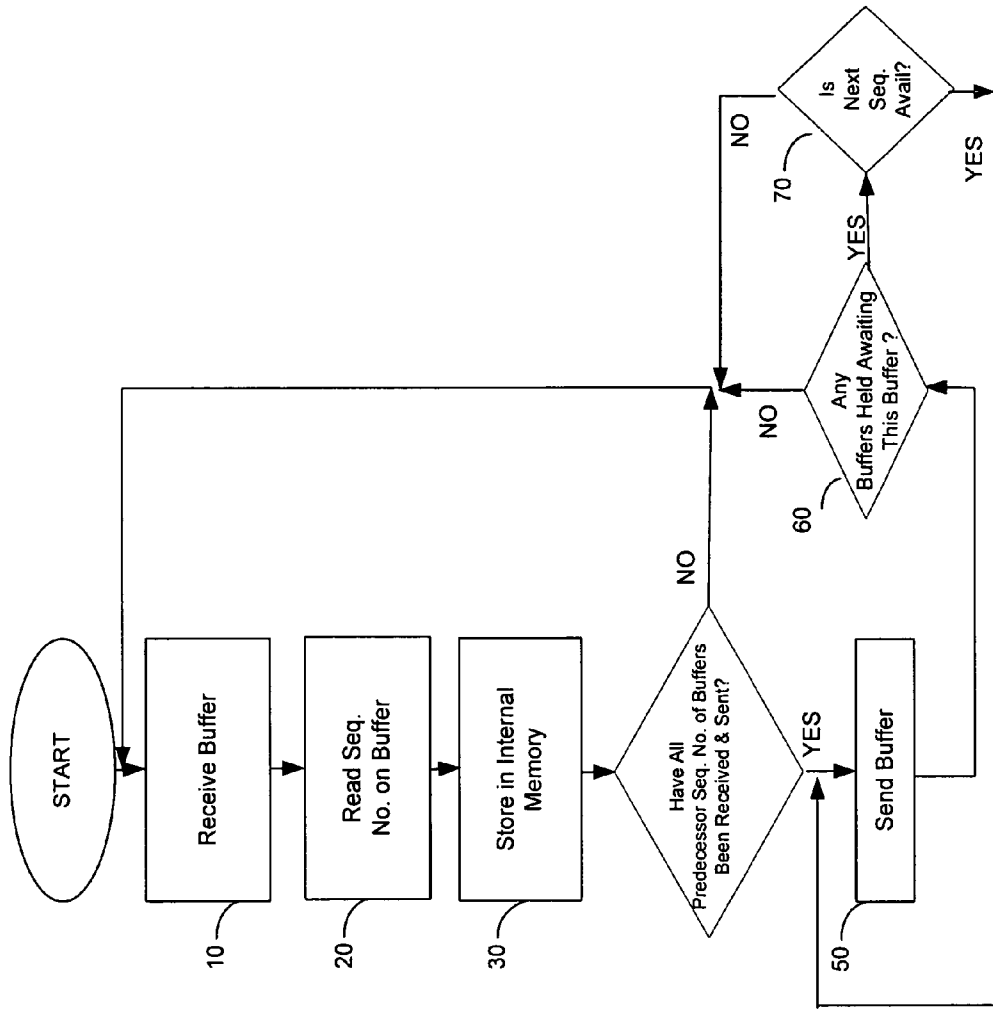 START
Receive Buffer
10
Read Seq.
No. on Buffer
20
Store in Internal
Memory
30
Have All
Predecessor Seq. No. of Buffers
Been Received & Sent?
NO
YES
Send Buffer
50
Any
Buffers Held Awaiting
This Buffer ?
60
NO
YES
Is
Next
Seq.
Avail?
70
NO
YES